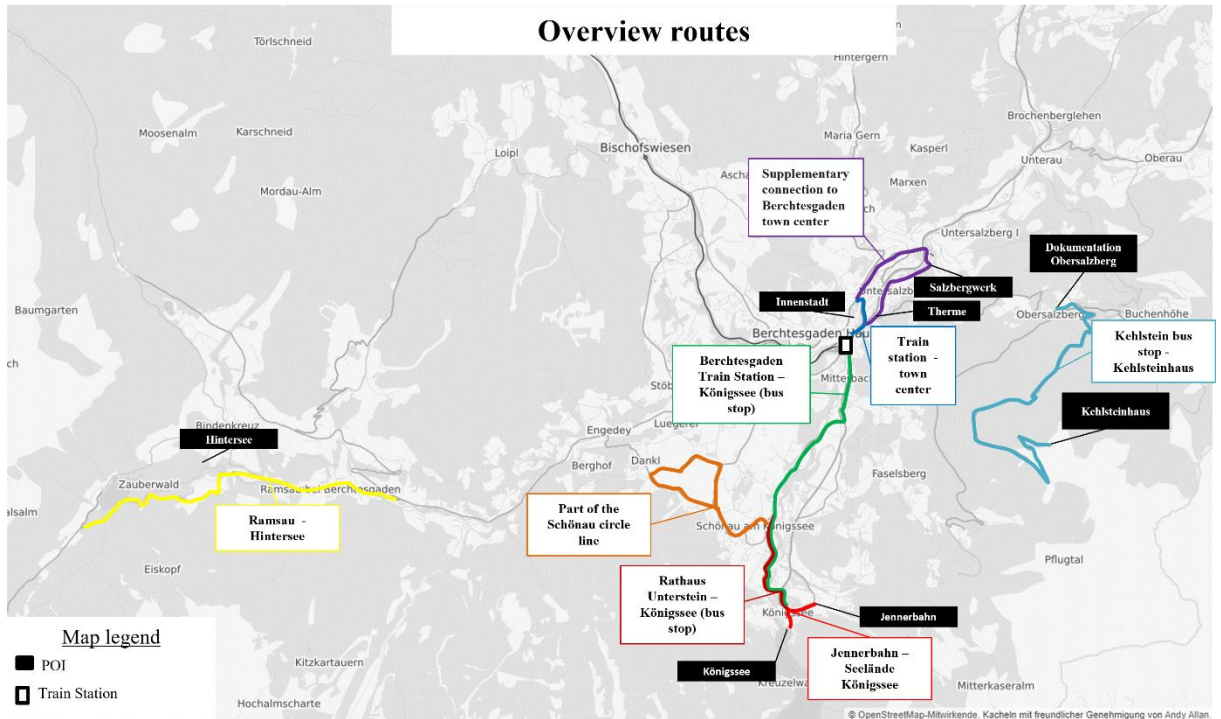 Overview routes
Törlschneid
Hintergern
Moosenalm
Karschneid
Loipl
Bischofswiesen
Maria Gern
Kasperl
Brochenberglehen
Unterau
Oberau
Mordau-Alm
Marxen
Supplementary
connection to
Berchtesgaden
town center
Untersalzberg I
Dokumentation
Obersalzberg
Salzbergwerk
Baumgarten
Innenstadt
Therme
Obersalzberg
Buchenhöhe
Berchtesgaden Hau
Kehlstein bus
stop -
Kehlsteinhaus
Train
station -
town
center
Berchtesgaden
Train Station –
Königssee (bus
stop)
Mitterbach
Kehlsteinhaus
Bindenkreuz
Hintersee
Engedey
Luegerer
Berghof
Dankl
Zauberwald
Ramsau bei Berchtesgaden
Faselsberg
Ramsau -
Hintersee
Part of the
Schönau circle
line
Schönau am Königssee
Eiskopf
Pflugtal
Rathaus
Unterstein –
Königssee (bus
stop)
Königssee
Jennerbahn
Map legend
POI
Train Station
Kitzkartauern
Hochalmscharte
Königssee
Jennerbahn –
Seelände
Königssee
Mitterkaseralm
© OpenStreetMap-Mitwirkende. Kacheln mit freundlicher Genehmigung von Andy Allan